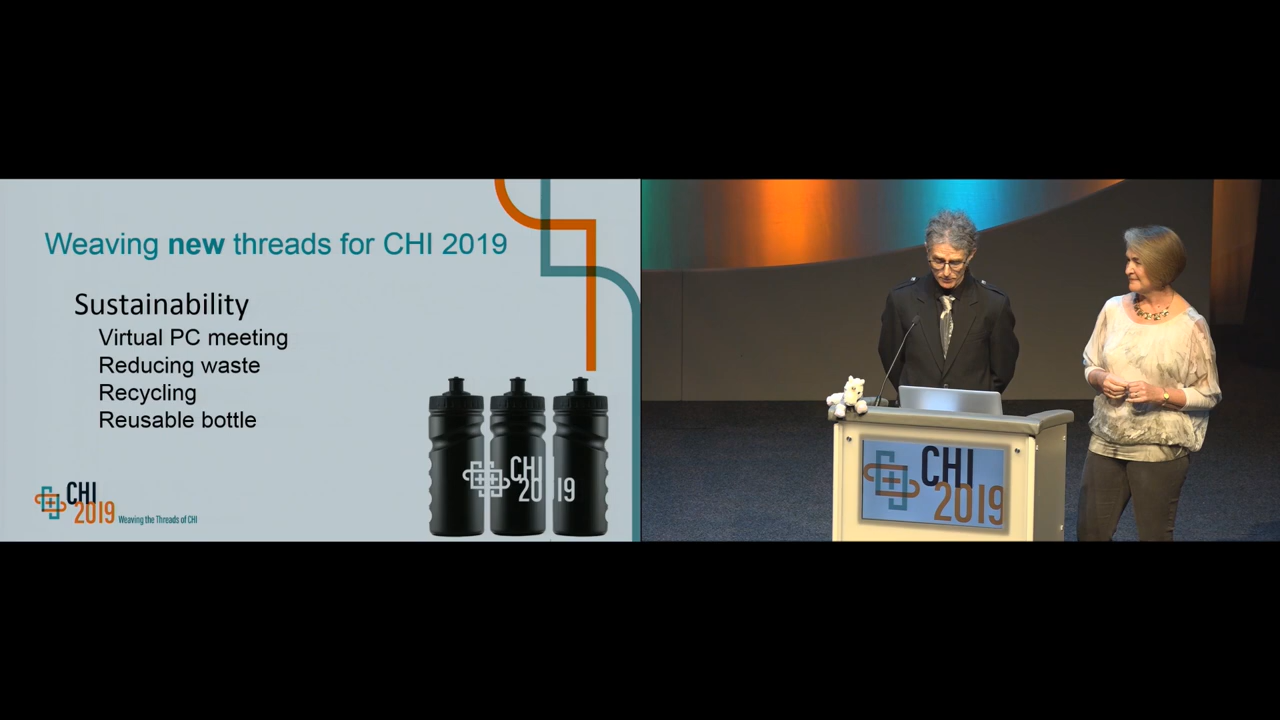 Weaving new threads for CHI 2019
Sustainability
Virtual PC meeting
Reducing waste
Recycling
Reusable bottle
CHI
2019
CHI
2019 Weaving the Threads of CHI
CHI
2019